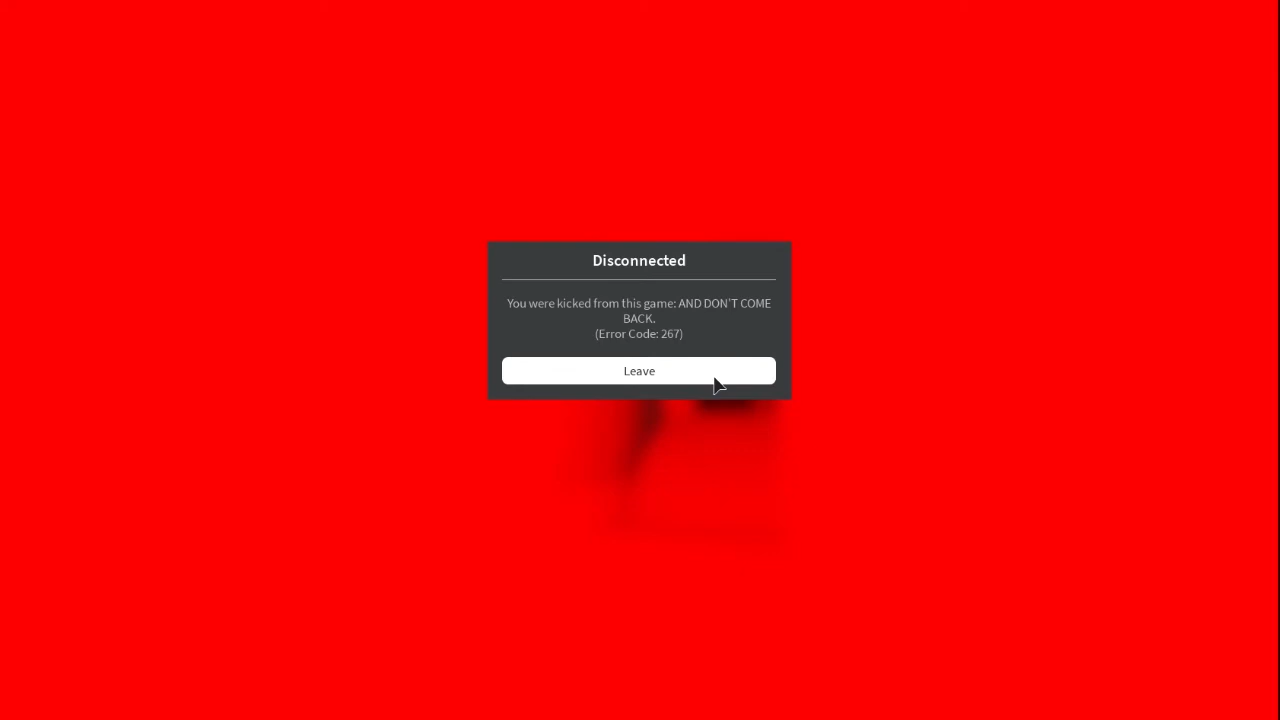 Disconnected
You were kicked from this game: AND DON'T COME
BACK.
(Error Code: 267)
Leave